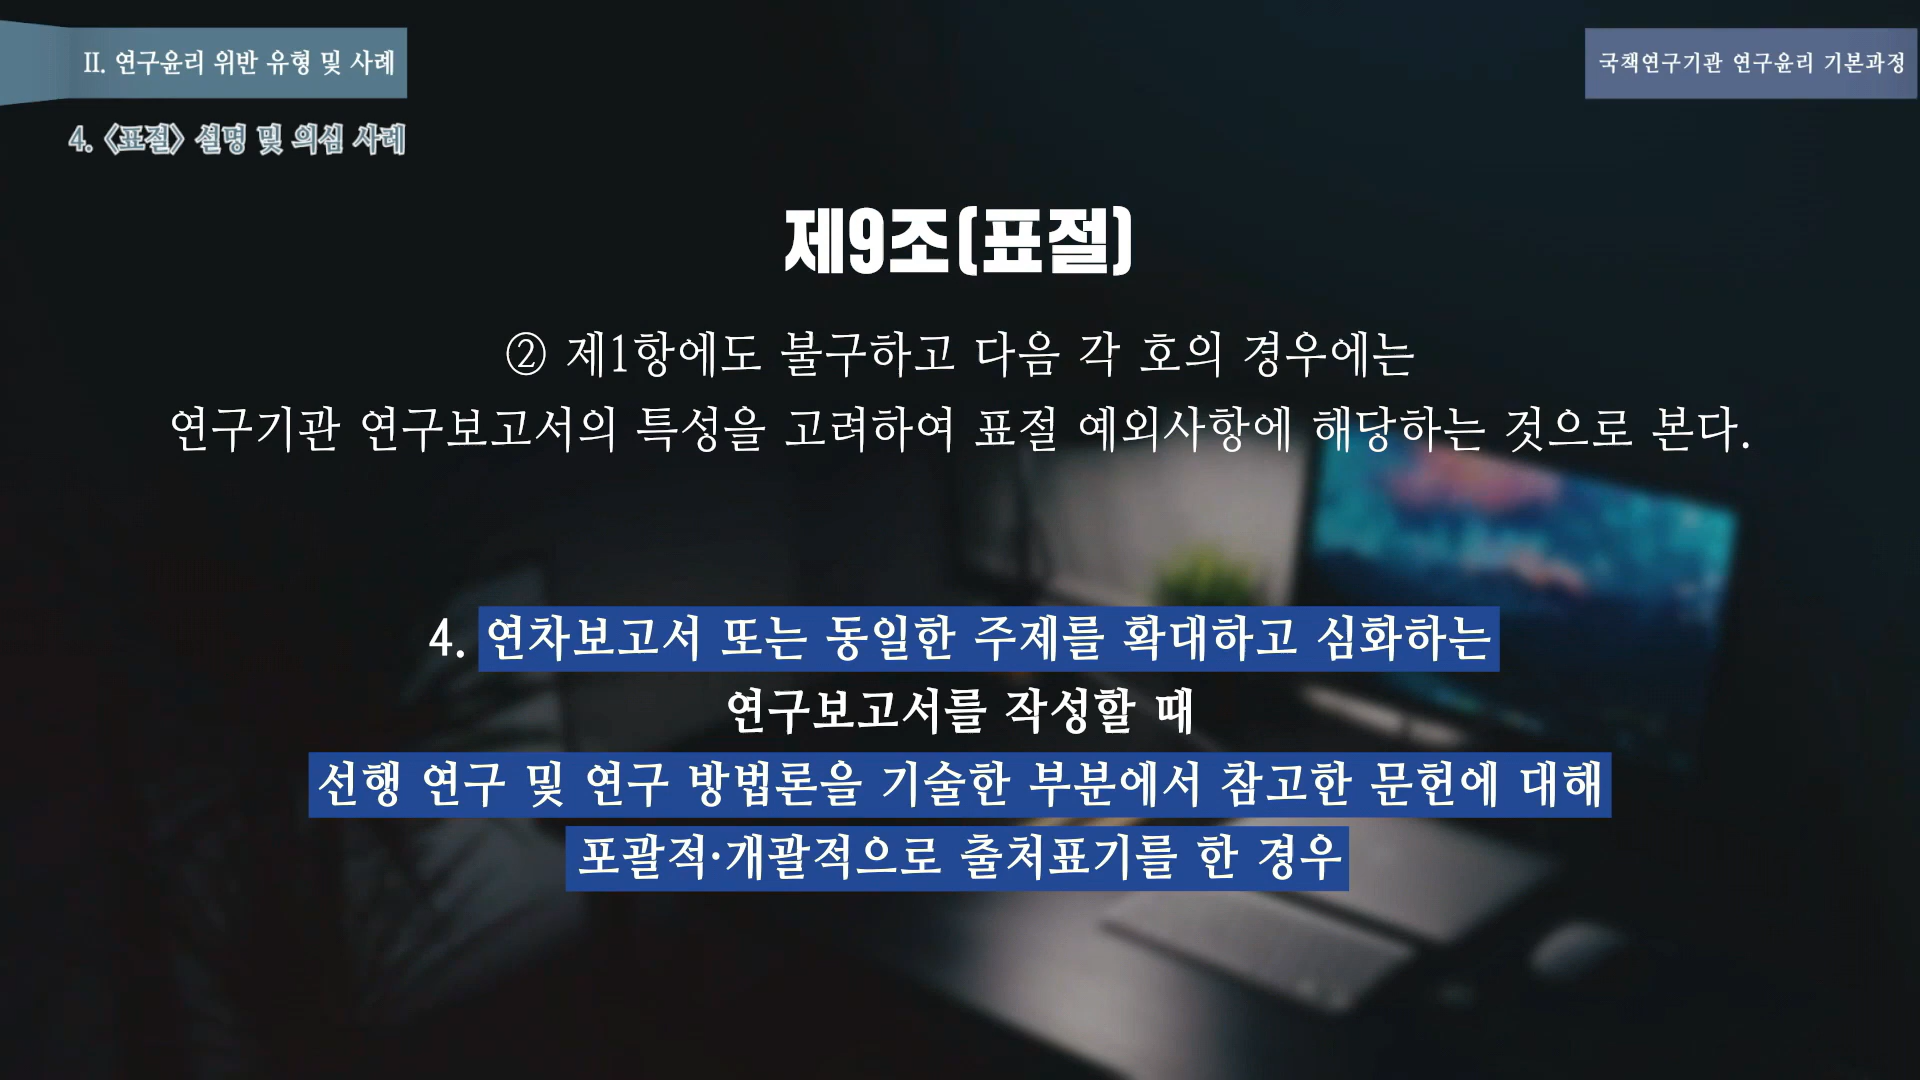 II. 연구윤리 위반 유형 및 사례
국책연구기관 연구윤리 기본과정
4. <표절> 설명 및 의심 사례
제9조(표절)
② 제1항에도 불구하고 다음 각 호의 경우에는
연구기관 연구보고서의 특성을 고려하여 표절 예외사항에 해당하는 것으로 본다.
4. 연차보고서 또는 동일한 주제를 확대하고 심화하는
연구보고서를 작성할 때
선행 연구 및 연구 방법론을 기술한 부분에서 참고한 문헌에 대해
포괄적·개괄적으로 출처표기를 한 경우